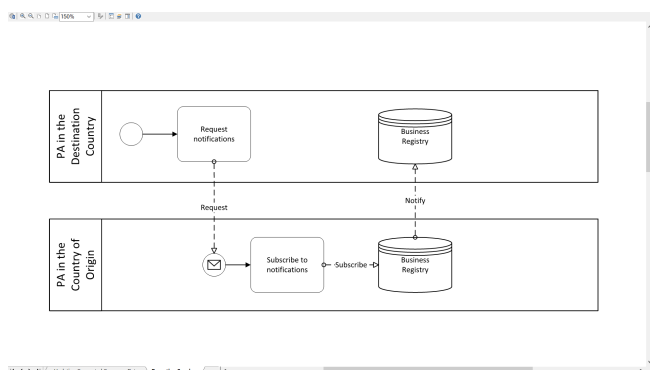 150%
PA in the
Destination
Country
Request
notifications
Business
Registry
Request
Notify
PA in the
Country of
Origin
Subscribe to
notifications
Subscribe
Business
Registry